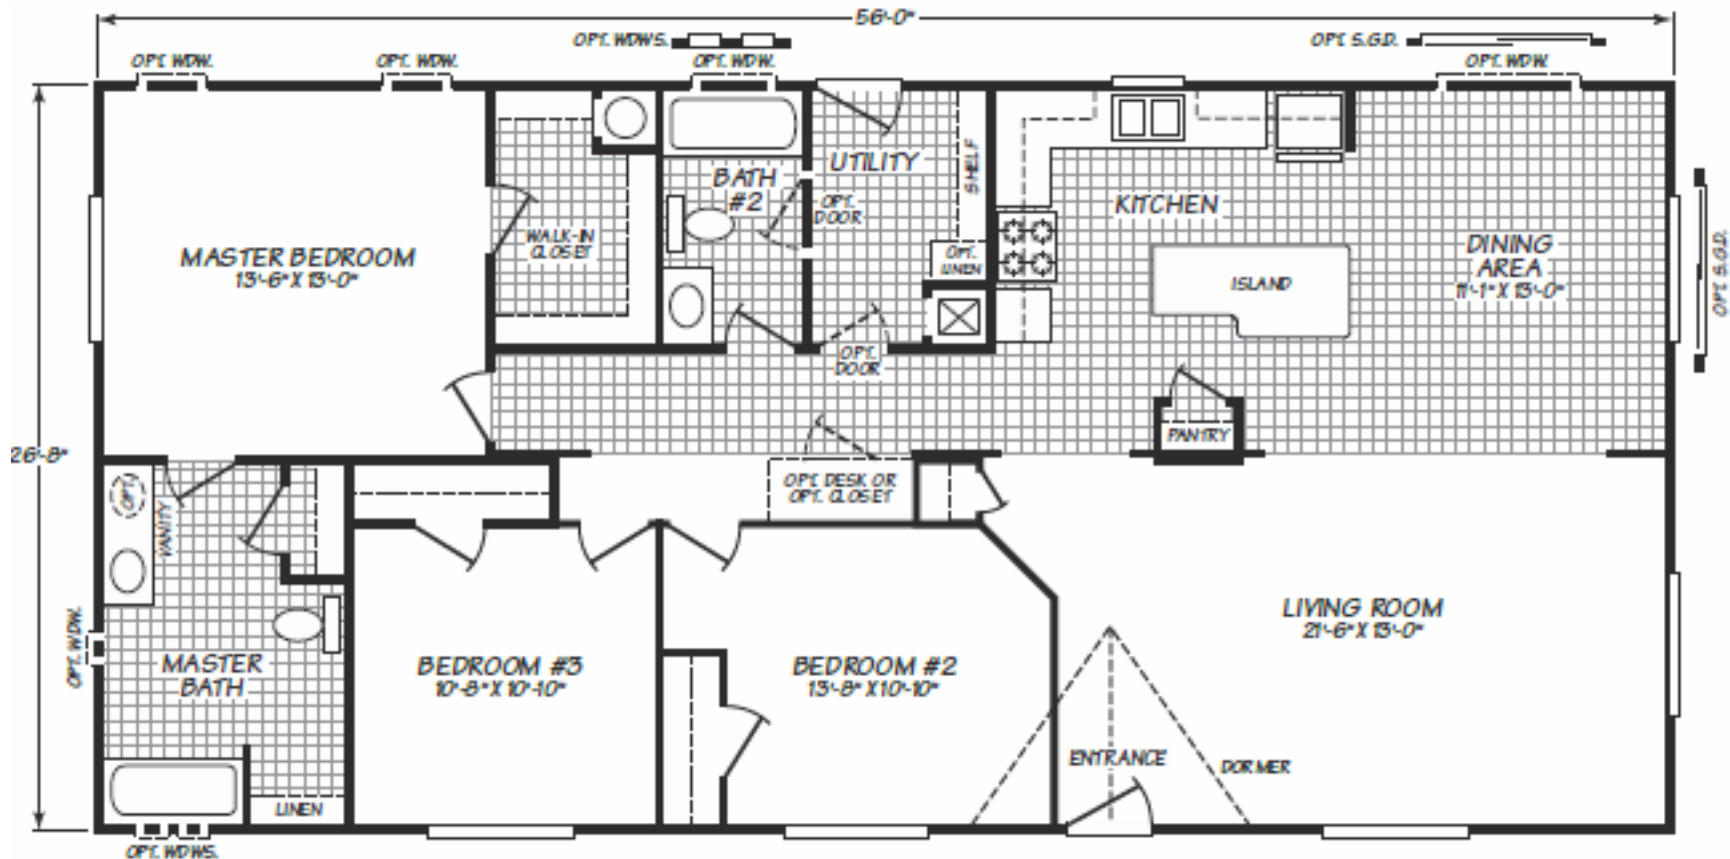 56'-0"
OPT. WDWS.
OPT. S.G.D.
OPT. WDW.
OPT. WDW.
OPT. WDW.
OPT. WDW.
UTILITY
SHELF
BATH
#2
OPT.
DOOR
KITCHEN
WALK-IN
CLOSET
OPT.
LINEN
MASTER BEDROOM
13'-6" X 13'-0"
ISLAND
DINING
AREA
11'-1" X 13'-0"
OPT. S.G.D.
OPT.
DOOR
PANTRY
26'-8"
OPT.
VANITY
OPT. DESK OR
OPT. CLOSET
LIVING ROOM
21'-6" X 13'-0"
OPT. WDW.
MASTER
BATH
BEDROOM #3
10'-8" X 10'-10"
BEDROOM #2
13'-8" X 10'-10"
ENTRANCE
DORMER
LINEN
OPT. WDWS.